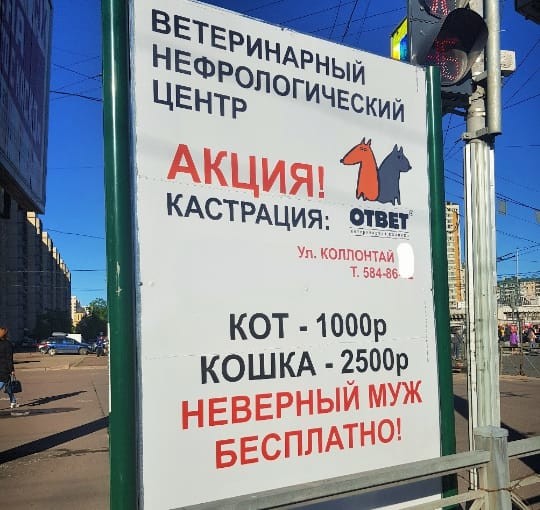 ВЕТЕРИНАРНЫЙ
НЕФРОЛОГИЧЕСКИЙ
ЦЕНТР
АКЦИЯ!
КАСТРАЦИЯ:
ОТВЕТ
Ул. КОЛЛОНТАЙ
Т. 584-86-
КОТ - 1000р
КОШКА - 2500р
НЕВЕРНЫЙ МУЖ
БЕСПЛАТНО!